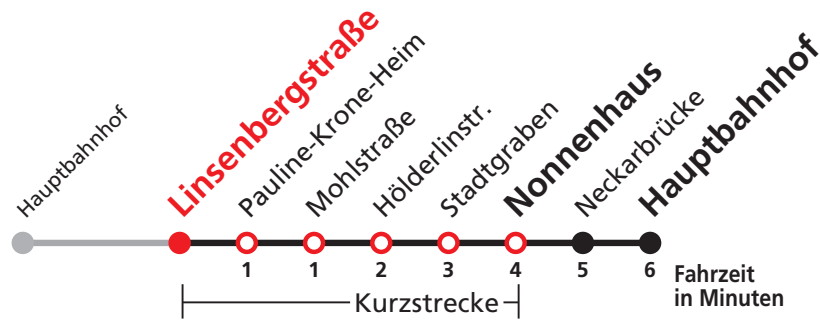 Hauptbahnhof
Linsenbergstraße
Pauline-Krone-Heim
Mohlstraße
Hölderlinstr.
Stadtgraben
Nonnenhaus
Neckarbrücke
Hauptbahnhof
1 1 2 3 4 5 6
Fahrzeit
in Minuten
Kurzstrecke